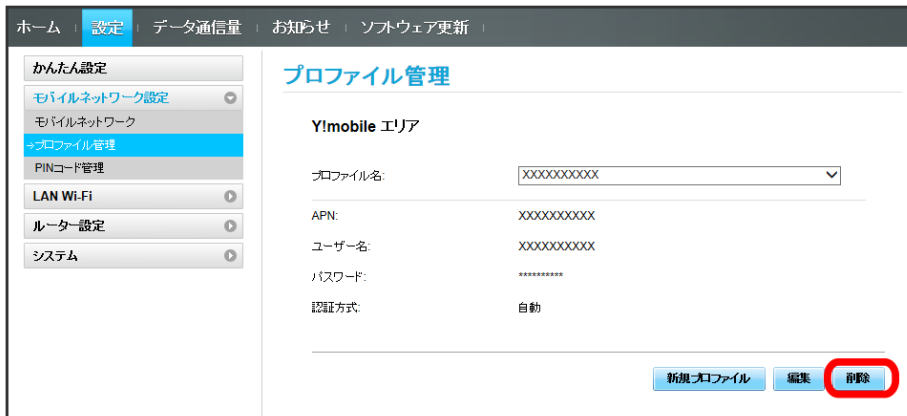 ホーム 設定 データ通信量 お知らせ ソフトウェア更新
かんたん設定
モバイルネットワーク設定
モバイルネットワーク
→プロファイル管理
PINコード管理
LAN Wi-Fi
ルーター設定
システム
プロファイル管理
Y!mobile エリア
プロファイル名: XXXXXXXXXX
APN: XXXXXXXXXX
ユーザー名: XXXXXXXXXX
パスワード: **********
認証方式: 自動
新規プロファイル 編集 削除